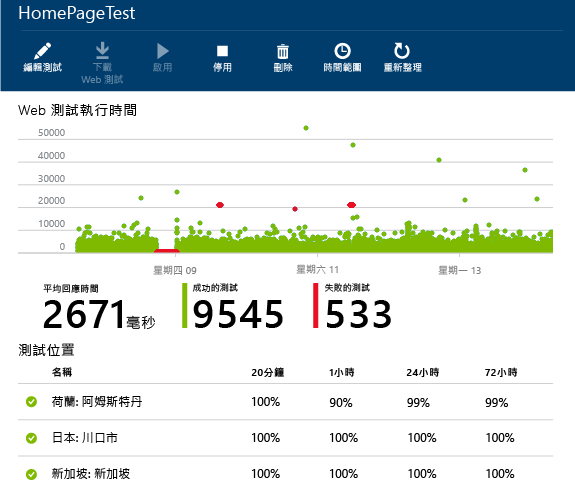 HomePageTest
編輯測試 下載 啟用 停用 刪除 時間範圍 重新整理
Web 測試
Web 測試執行時間
50000
40000
30000
20000
10000
0
星期四 09 星期六 11 星期一 13
平均回應時間 成功的測試 失敗的測試
2671毫秒 9545 533
測試位置
名稱 20分鐘 1小時 24小時 72小時
荷蘭: 阿姆斯特丹 100% 90% 99% 99%
日本: 川口市 100% 100% 100% 100%
新加坡: 新加坡 100% 100% 100% 100%